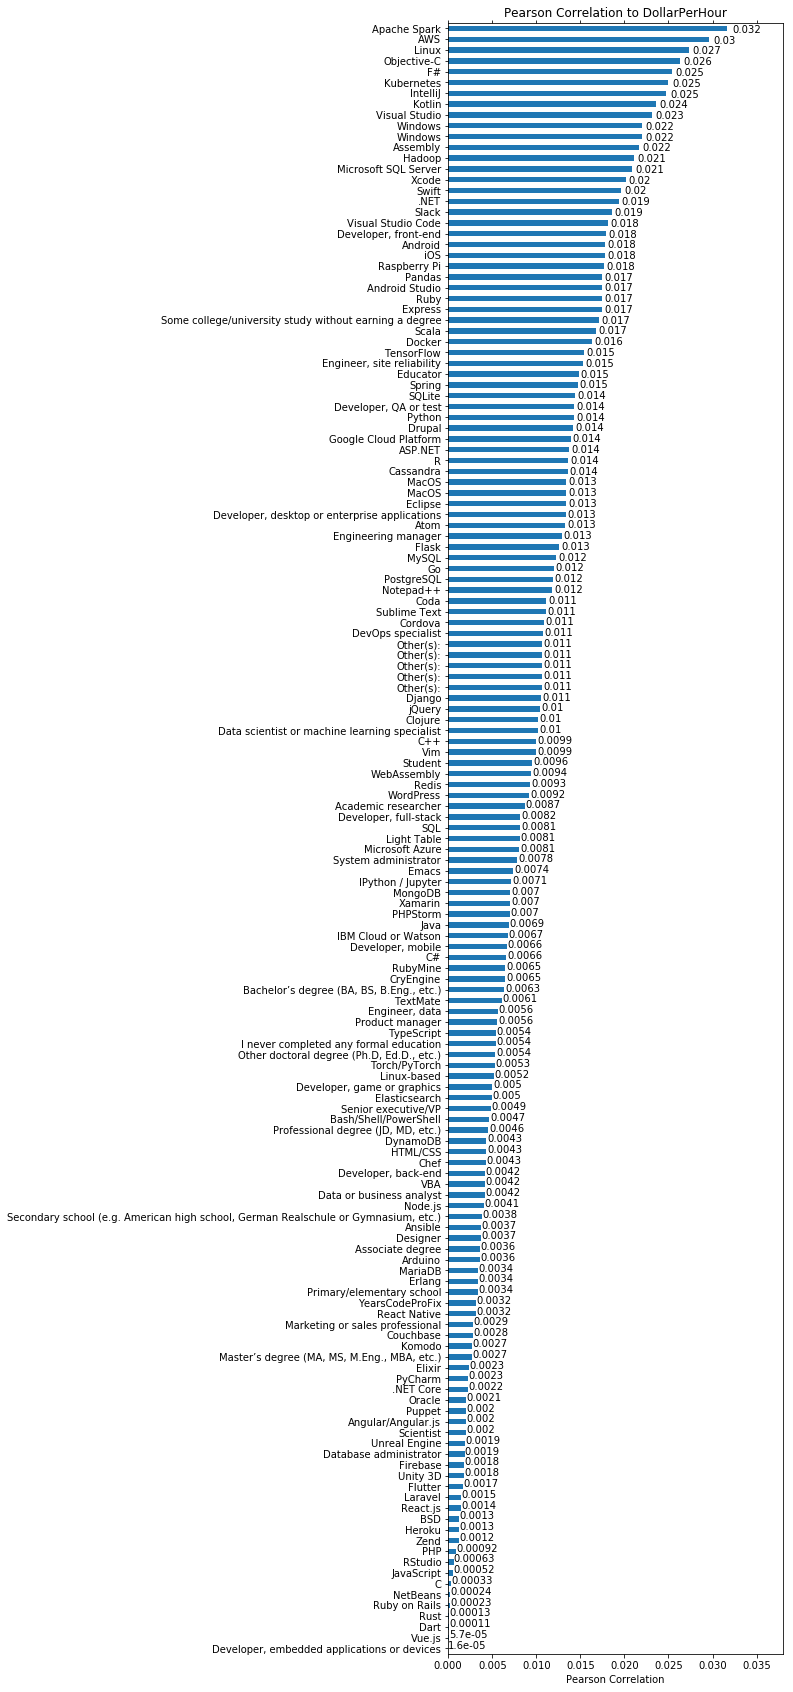 Pearson Correlation to DollarPerHour
Apache Spark 0.032
AWS 0.03
Linux 0.027
Objective-C 0.026
F# 0.025
Kubernetes 0.025
IntelliJ 0.025
Kotlin 0.024
Visual Studio 0.023
Windows 0.022
Windows 0.022
Assembly 0.022
Hadoop 0.021
Microsoft SQL Server 0.021
Xcode 0.02
Swift 0.02
.NET 0.019
Slack 0.019
Visual Studio Code 0.018
Developer, front-end 0.018
Android 0.018
iOS 0.018
Raspberry Pi 0.018
Pandas 0.017
Android Studio 0.017
Ruby 0.017
Express 0.017
Some college/university study without earning a degree 0.017
Scala 0.017
Docker 0.016
TensorFlow 0.015
Engineer, site reliability 0.015
Educator 0.015
Spring 0.015
SQLite 0.014
Developer, QA or test 0.014
Python 0.014
Drupal 0.014
Google Cloud Platform 0.014
ASP.NET 0.014
R 0.014
Cassandra 0.014
MacOS 0.013
MacOS 0.013
Eclipse 0.013
Developer, desktop or enterprise applications 0.013
Atom 0.013
Engineering manager 0.013
Flask 0.013
MySQL 0.012
Go 0.012
PostgreSQL 0.012
Notepad++ 0.012
Coda 0.011
Sublime Text 0.011
Cordova 0.011
DevOps specialist 0.011
Other(s): 0.011
Other(s): 0.011
Other(s): 0.011
Other(s): 0.011
Other(s): 0.011
Django 0.011
jQuery 0.01
Clojure 0.01
Data scientist or machine learning specialist 0.01
C++ 0.0099
Vim 0.0099
Student 0.0096
WebAssembly 0.0094
Redis 0.0093
WordPress 0.0092
Academic researcher 0.0087
Developer, full-stack 0.0082
SQL 0.0081
Light Table 0.0081
Microsoft Azure 0.0081
System administrator 0.0078
Emacs 0.0074
IPython / Jupyter 0.0071
MongoDB 0.007
Xamarin 0.007
PHPStorm 0.007
Java 0.0069
IBM Cloud or Watson 0.0067
Developer, mobile 0.0066
C# 0.0066
RubyMine 0.0065
CryEngine 0.0065
Bachelor’s degree (BA, BS, B.Eng., etc.) 0.0063
TextMate 0.0061
Engineer, data 0.0056
Product manager 0.0056
TypeScript 0.0054
I never completed any formal education 0.0054
Other doctoral degree (Ph.D, Ed.D., etc.) 0.0054
Torch/PyTorch 0.0053
Linux-based 0.0052
Developer, game or graphics 0.005
Elasticsearch 0.005
Senior executive/VP 0.0049
Bash/Shell/PowerShell 0.0047
Professional degree (JD, MD, etc.) 0.0046
DynamoDB 0.0043
HTML/CSS 0.0043
Chef 0.0043
Developer, back-end 0.0042
VBA 0.0042
Data or business analyst 0.0042
Node.js 0.0041
Secondary school (e.g. American high school, German Realschule or Gymnasium, etc.) 0.0038
Ansible 0.0037
Designer 0.0037
Associate degree 0.0036
Arduino 0.0036
MariaDB 0.0034
Erlang 0.0034
Primary/elementary school 0.0034
YearsCodeProFix 0.0032
React Native 0.0032
Marketing or sales professional 0.0029
Couchbase 0.0028
Komodo 0.0027
Master’s degree (MA, MS, M.Eng., MBA, etc.) 0.0027
Elixir 0.0023
PyCharm 0.0023
.NET Core 0.0022
Oracle 0.0021
Puppet 0.002
Angular/Angular.js 0.002
Scientist 0.002
Unreal Engine 0.0019
Database administrator 0.0019
Firebase 0.0018
Unity 3D 0.0018
Flutter 0.0017
Laravel 0.0015
React.js 0.0014
BSD 0.0013
Heroku 0.0013
Zend 0.0012
PHP 0.00092
RStudio 0.00063
JavaScript 0.00052
C 0.00033
NetBeans 0.00024
Ruby on Rails 0.00023
Rust 0.00013
Dart 0.00011
Vue.js 5.7e-05
Developer, embedded applications or devices 1.6e-05
0.000 0.005 0.010 0.015 0.020 0.025 0.030 0.035
Pearson Correlation